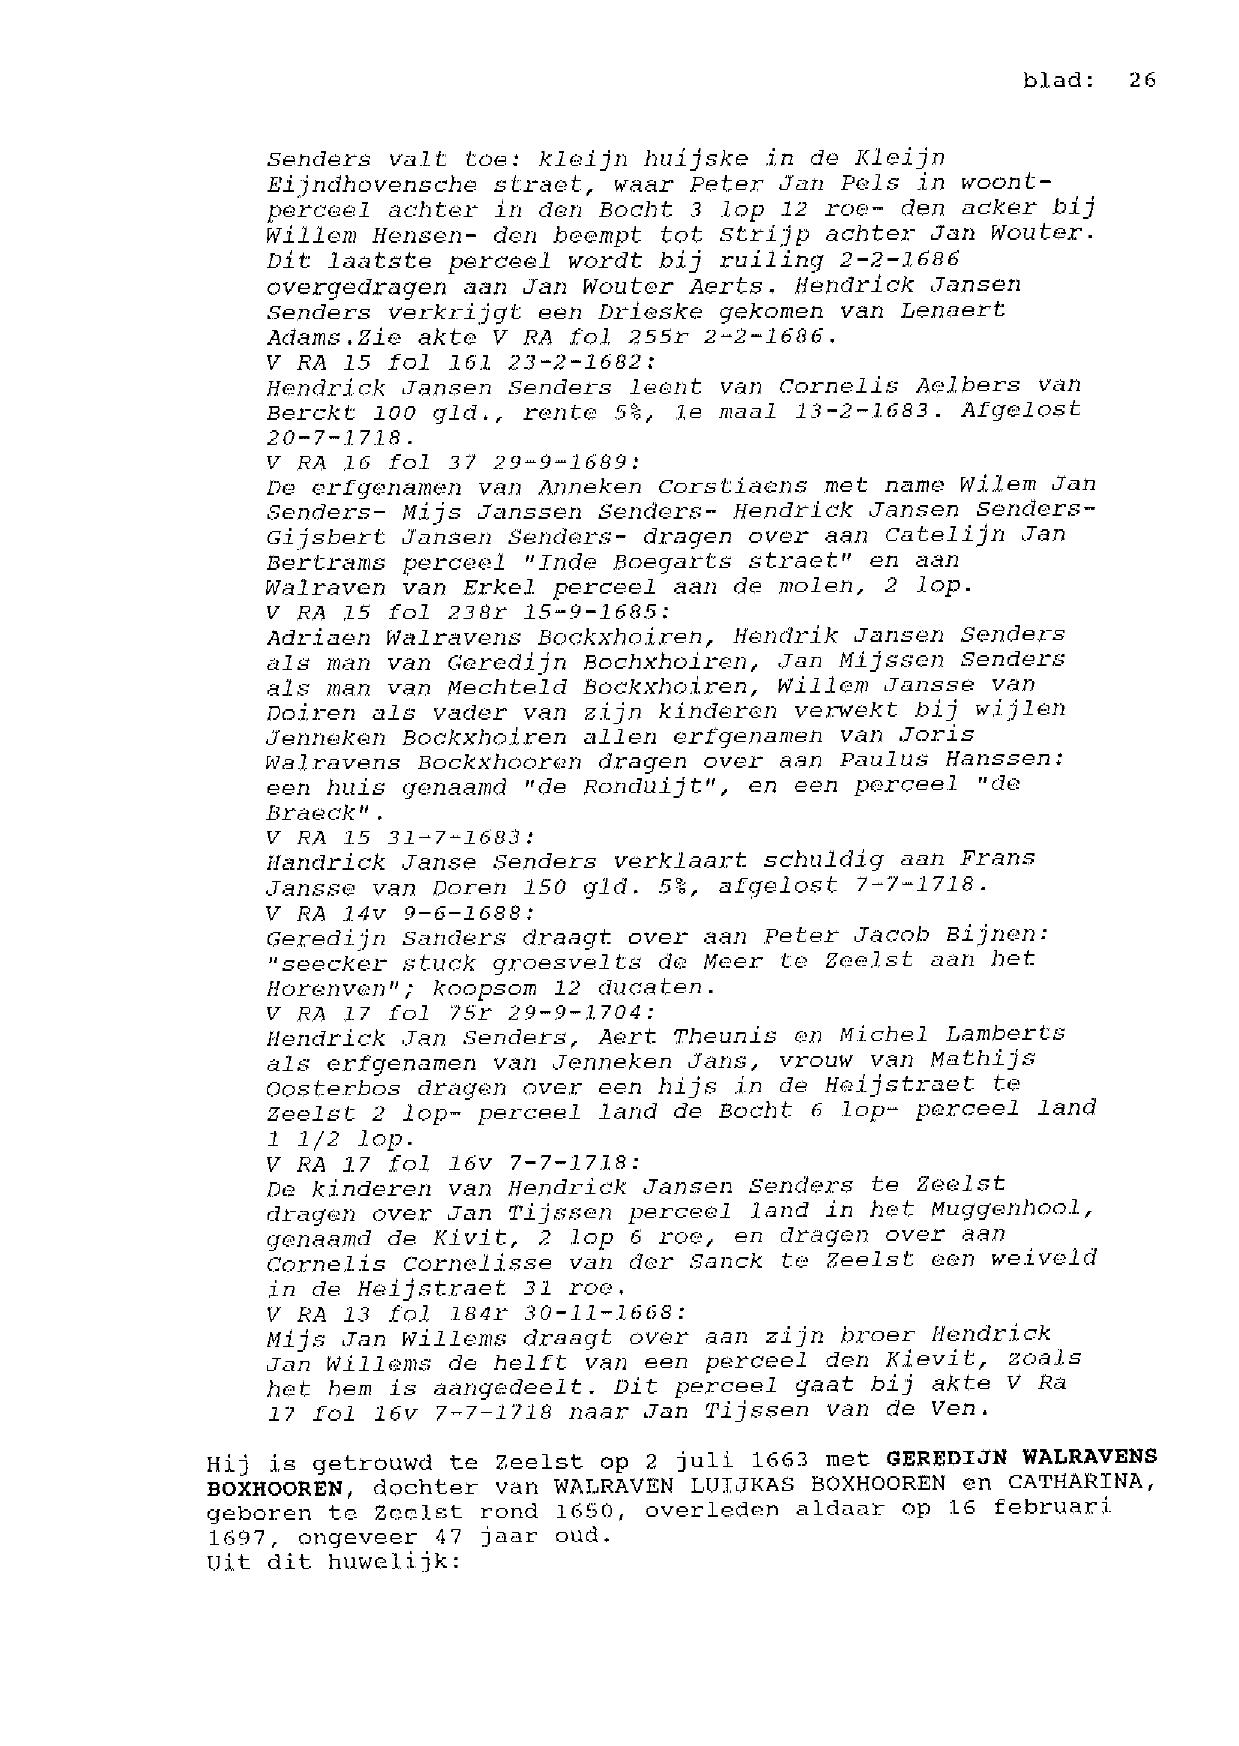 blad: 26
Senders valt toe: kleijn huijske in de Kleijn
Eijndhovensche straet, waar Peter Jan Pels in woont-
perceel achter in den Bocht 3 lop 12 roe- den acker bij
Willem Hensen- den beempt tot Strijp achter Jan Wouter.
Dit laatste perceel wordt bij ruiling 2-2-1686
overgedragen aan Jan Wouter Aerts. Hendrick Jansen
Senders verkrijgt een Drieske gekomen van Lenaert
Adams.Zie akte V RA fol 255r 2-2-1686.
V RA 15 fol 161 23-2-1682:
Hendrick Jansen Senders leent van Cornelis Aelbers van
Berckt 100 gld., rente 5%, 1e maal 13-2-1683. Afgelost
20-7-1718.
V RA 16 fol 37 29-9-1689:
De erfgenamen van Anneken Corstiaens met name Wilem Jan
Senders- Mijs Janssen Senders- Hendrick Jansen Senders-
Gijsbert Jansen Senders- dragen over aan Catelijn Jan
Bertrams perceel "Inde Boegarts straet" en aan
Walraven van Erkel perceel aan de molen, 2 lop.
V RA 15 fol 238r 15-9-1685:
Adriaen Walravens Bockxhoiren, Hendrik Jansen Senders
als man van Geredijn Bochxhoiren, Jan Mijssen Senders
als man van Mechteld Bockxhoiren, Willem Jansse van
Doiren als vader van zijn kinderen verwekt bij wijlen
Jenneken Bockxhoiren allen erfgenamen van Joris
Walravens Bockxhooren dragen over aan Paulus Hanssen:
een huis genaamd "de Ronduijt", en een perceel "de
Braeck".
V RA 15 31-7-1683:
Handrick Janse Senders verklaart schuldig aan Frans
Jansse van Doren 150 gld. 5%, afgelost 7-7-1718.
V RA 14v 9-6-1688:
Geredijn Sanders draagt over aan Peter Jacob Bijnen:
"seecker stuck groesvelts de Meer te Zeelst aan het
Horenven"; koopsom 12 ducaten.
V RA 17 fol 75r 29-9-1704:
Hendrick Jan Senders, Aert Theunis en Michel Lamberts
als erfgenamen van Jenneken Jans, vrouw van Mathijs
Oosterbos dragen over een hijs in de Heijstraet te
Zeelst 2 lop- perceel land de Bocht 6 lop- perceel land
1 1/2 lop.
V RA 17 fol 16v 7-7-1718:
De kinderen van Hendrick Jansen Senders te Zeelst
dragen over Jan Tijssen perceel land in het Muggenhool,
genaamd de Kivit, 2 lop 6 roe, en dragen over aan
Cornelis Cornelisse van der Sanck te Zeelst een weiveld
in de Heijstraet 31 roe.
V RA 13 fol 184r 30-11-1668:
Mijs Jan Willems draagt over aan zijn broer Hendrick
Jan Willems de helft van een perceel den Kievit, zoals
het hem is aangedeelt. Dit perceel gaat bij akte V Ra
17 fol 16v 7-7-1718 naar Jan Tijssen van de Ven.
Hij is getrouwd te Zeelst op 2 juli 1663 met GEREDIJN WALRAVENS
BOXHOOREN, dochter van WALRAVEN LUIJKAS BOXHOOREN en CATHARINA,
geboren te Zeelst rond 1650, overleden aldaar op 16 februari
1697, ongeveer 47 jaar oud.
Uit dit huwelijk: